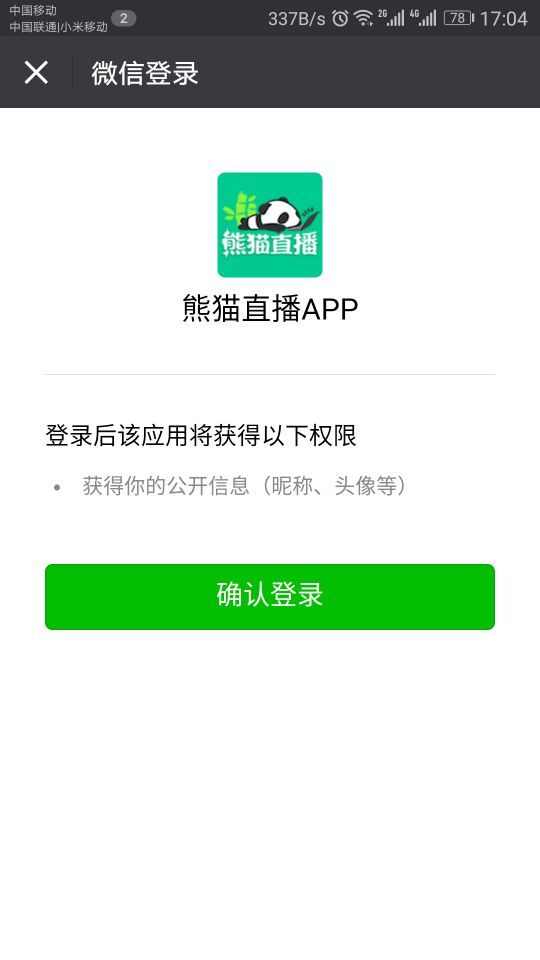 中国移动
中国联通|小米移动
2
337B/s
2G
4G
78
17:04
微信登录
熊猫直播
熊猫直播APP
登录后该应用将获得以下权限
• 获得你的公开信息（昵称、头像等）
确认登录